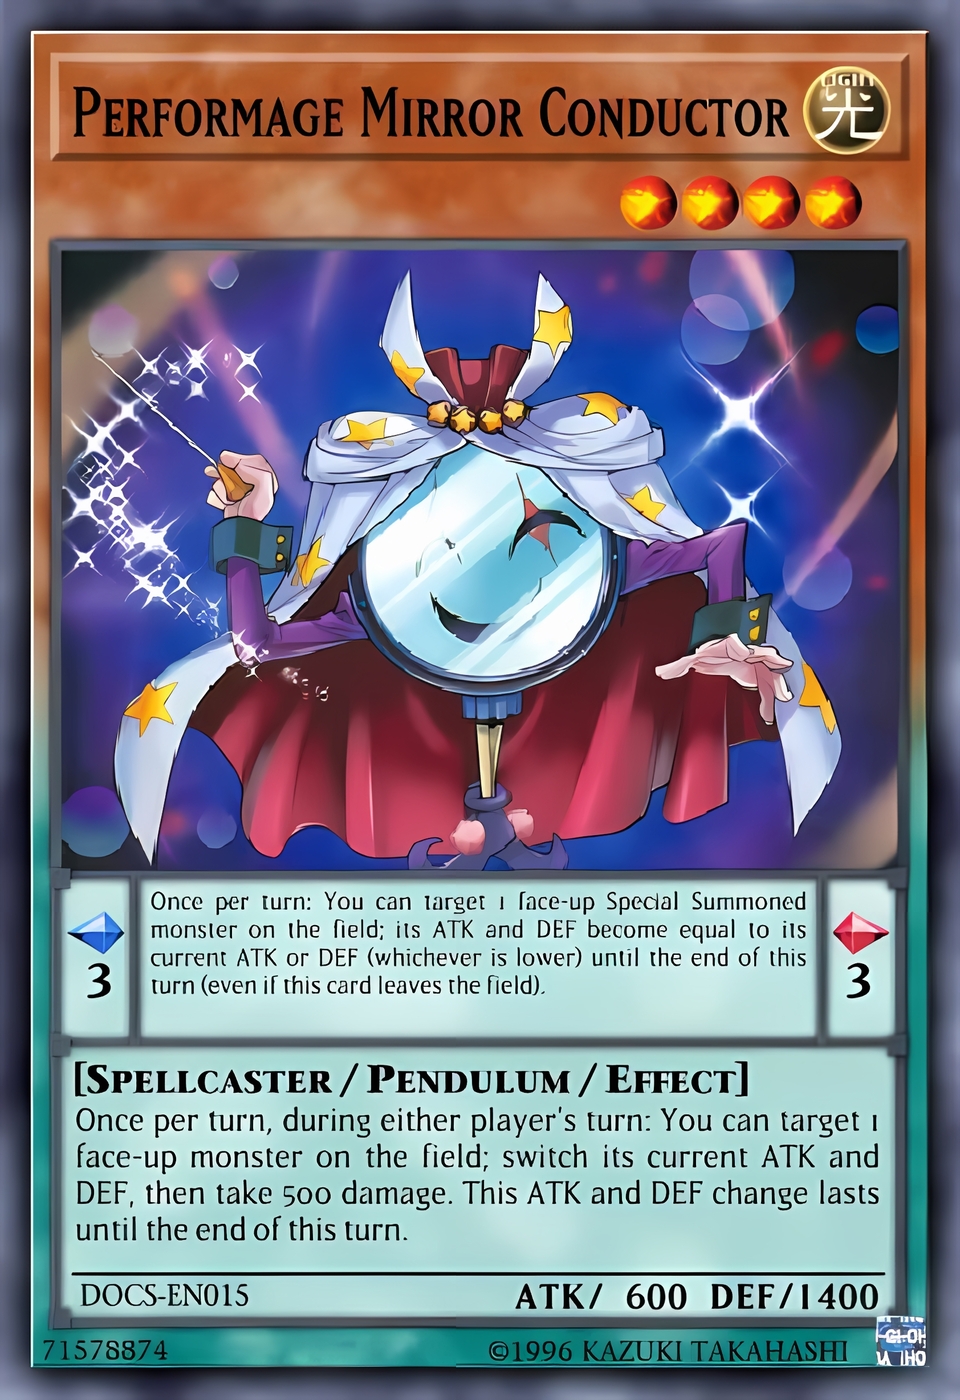 Performage Mirror Conductor
光
3
Once per turn: You can target 1 face-up Special Summoned
monster on the field; its ATK and DEF become equal to its
current ATK or DEF (whichever is lower) until the end of this
turn (even if this card leaves the field).
3
[Spellcaster / Pendulum / Effect]
Once per turn, during either player's turn: You can target 1
face-up monster on the field; switch its current ATK and
DEF, then take 500 damage. This ATK and DEF change lasts
until the end of this turn.
DOCS-EN015
ATK/ 600 DEF/1400
71578874
©1996 KAZUKI TAKAHASHI